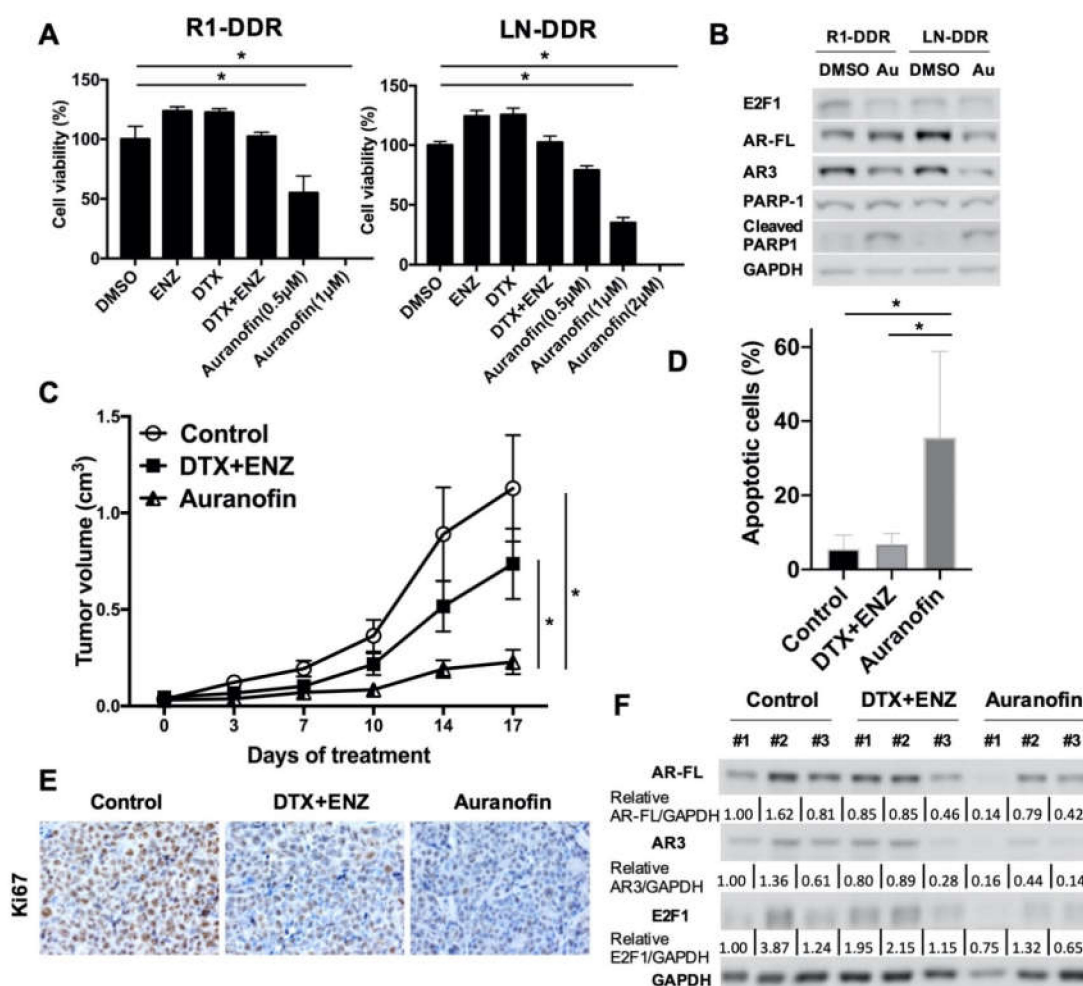 A
R1-DDR
LN-DDR
*
*
*
*
Cell viability (%)
150
100
50
0
DMSO
ENZ
DTX
DTX+ENZ
Auranofin(0.5μM)
Auranofin(1μM)
Cell viability (%)
150
100
50
0
DMSO
ENZ
DTX
DTX+ENZ
Auranofin(0.5μM)
Auranofin(1μM)
Auranofin(2μM)
B
R1-DDR LN-DDR
DMSO Au DMSO Au
E2F1
AR-FL
AR3
PARP-1
Cleaved
PARP1
GAPDH
C
Tumor volume (cm3)
1.5
1.0
0.5
0.0
Control
DTX+ENZ
Auranofin
*
*
0 3 7 10 14 17
Days of treatment
D
*
*
Apoptotic cells (%)
60
40
20
0
Control
DTX+ENZ
Auranofin
E
Control DTX+ENZ Auranofin
Ki67
F
Control DTX+ENZ Auranofin
#1 #2 #3 #1 #2 #3 #1 #2 #3
AR-FL
Relative
AR-FL/GAPDH 1.00 1.62 0.81 0.85 0.85 0.46 0.14 0.79 0.42
AR3
Relative
AR3/GAPDH 1.00 1.36 0.61 0.80 0.89 0.28 0.16 0.44 0.14
E2F1
Relative
E2F1/GAPDH 1.00 3.87 1.24 1.95 2.15 1.15 0.75 1.32 0.65
GAPDH